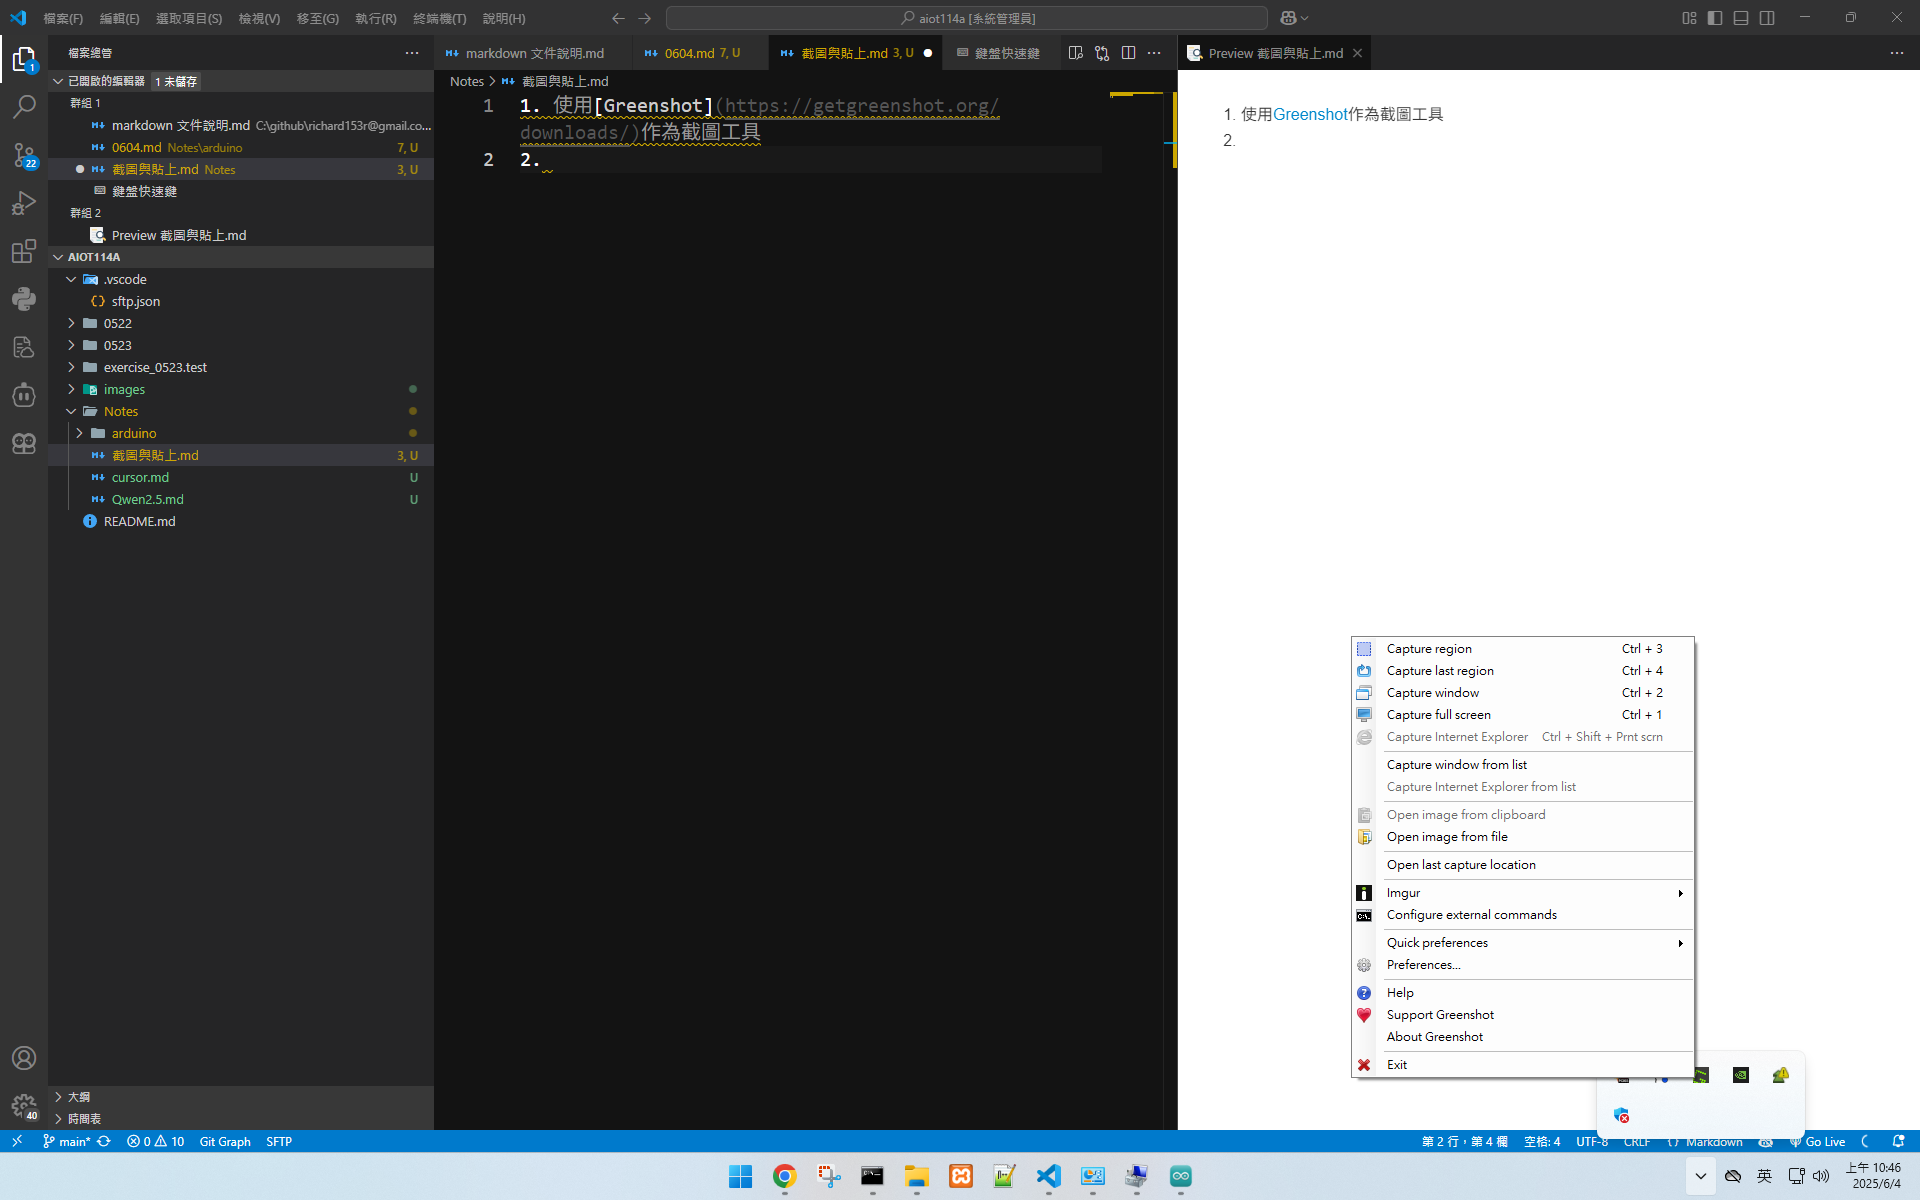 檔案(F) 編輯(E) 選取項目(S) 檢視(V) 移至(G) 執行(R) 終端機(T) 說明(H)
aiot114a [系統管理員]
檔案總管
已開啟的編輯器 1 未儲存
群組 1
markdown 文件說明.md C:\github\richard153r@gmail.co...
0604.md Notes\arduino 7, U
截圖與貼上.md Notes 3, U
鍵盤快速鍵
群組 2
Preview 截圖與貼上.md
AIOT114A
.vscode
sftp.json
0522
0523
exercise_0523.test
images
Notes
arduino
截圖與貼上.md 3, U
cursor.md U
Qwen2.5.md U
README.md
大綱
時間表
1
22
40
markdown 文件說明.md
0604.md 7, U
截圖與貼上.md 3, U
鍵盤快速鍵
Notes > 截圖與貼上.md
1 1. 使用[Greenshot](https://getgreenshot.org/
downloads/)作為截圖工具
2 2.
Preview 截圖與貼上.md
1. 使用Greenshot作為截圖工具
2.
Capture region Ctrl + 3
Capture last region Ctrl + 4
Capture window Ctrl + 2
Capture full screen Ctrl + 1
Capture Internet Explorer Ctrl + Shift + Prnt scrn
Capture window from list
Capture Internet Explorer from list
Open image from clipboard
Open image from file
Open last capture location
Imgur
Configure external commands
Quick preferences
Preferences...
Help
Support Greenshot
About Greenshot
Exit
main* 0 10 Git Graph SFTP
第 2 行，第 4 欄 空格: 4 UTF-8 CRLF {} Markdown Go Live
英
上午 10:46
2025/6/4